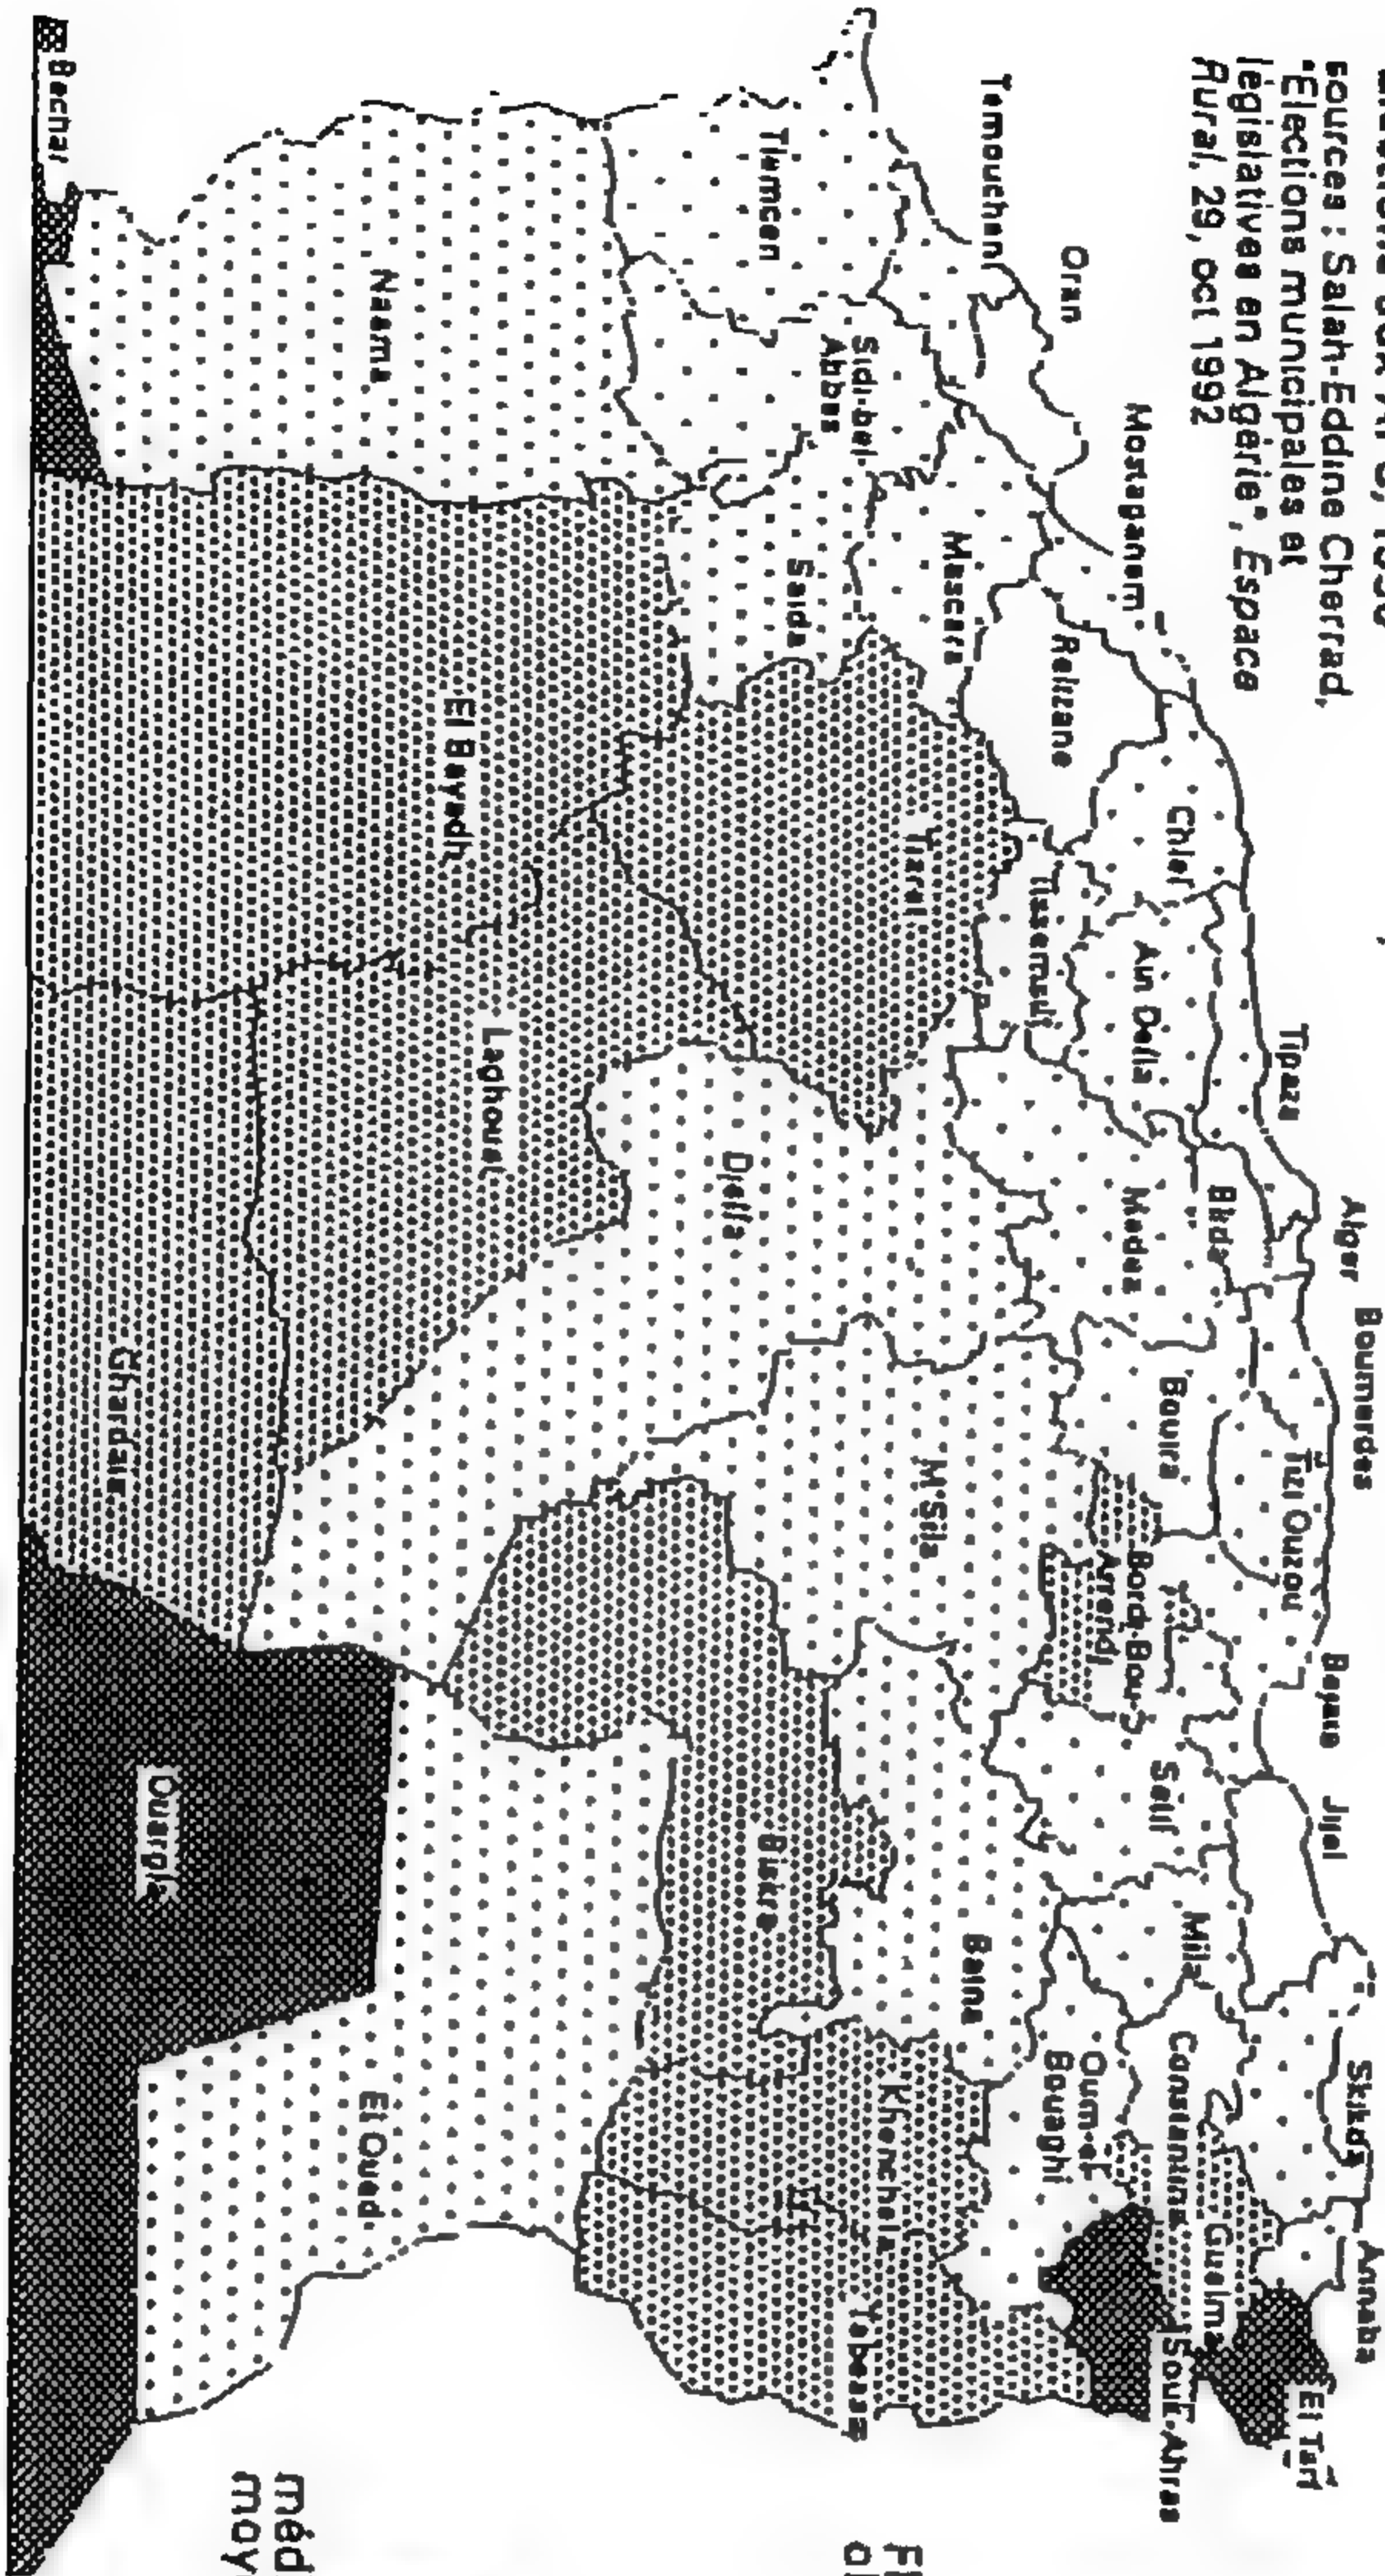 sources : Salah-Eddine Cherrad,
"Elections municipales et
législatives en Algérie", Espace
Rural, 29, oct 1992
Temouchent
Oran
Mostaganem
Tipaza
Alger
Boumerdes
Bejaia
Jijel
Skikda
Annaba
El Tarf
Tlemcen
Sidi-bel-
Abbes
Mascara
Relizane
Chlef
Ain Defla
Blida
Tizi Ouzou
Saida
Tiaret
Tissemsilt
Medea
Bouira
Bordj-Bou-
Arreridj
Setif
Mila
Constantine
Guelma
Souk-Ahras
Oum-el-
Bouaghi
M'Sila
Batna
Khenchela
Tebessa
Djelfa
Biskra
Naama
El Bayadh
Laghouat
El Oued
Bechar
Ghardaia
Ouargla
méd
moy